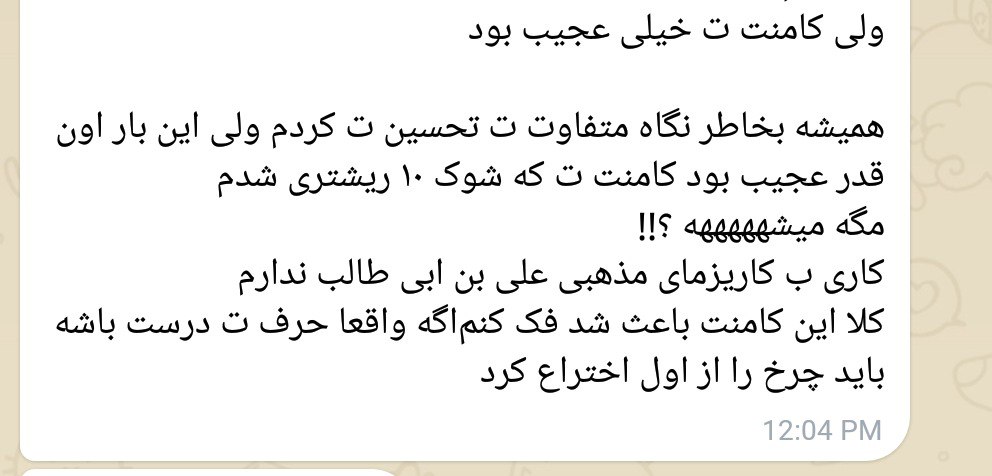 ولی کامنت ت خیلی عجیب بود
همیشه بخاطر نگاه متفاوت ت تحسین ت کردم ولی این بار اون
قدر عجیب بود کامنت ت که شوک ۱۰ ریشتری شدم
مگه میشههههههه ؟!!
کاری ب کاریزمای مذهبی علی بن ابی طالب ندارم
کلا این کامنت باعث شد فک کنم‌اگه واقعا حرف ت درست باشه
باید چرخ را از اول اختراع کرد
12:04 PM